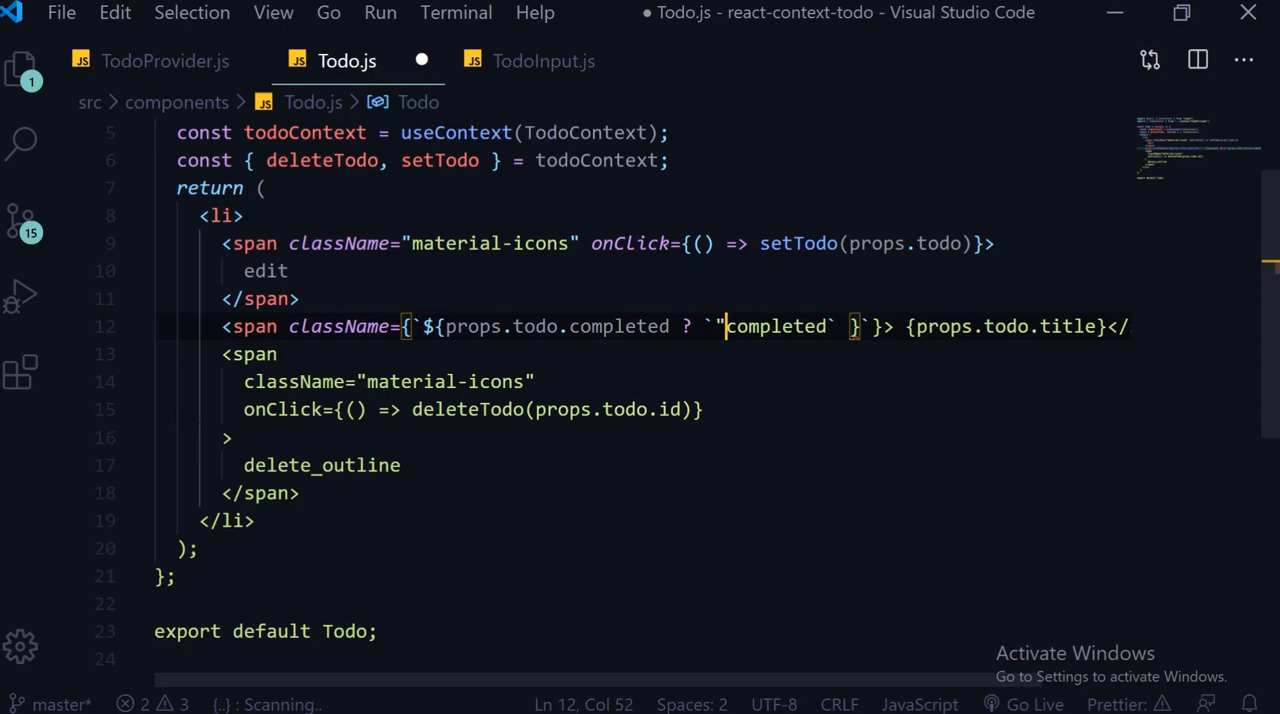 File Edit Selection View Go Run Terminal Help ● Todo.js - react-context-todo - Visual Studio Code
JS TodoProvider.js JS Todo.js JS TodoInput.js
1
src > components > JS Todo.js > Todo
5 const todoContext = useContext(TodoContext);
6 const { deleteTodo, setTodo } = todoContext;
7 return (
8 <li>
9 <span className="material-icons" onClick={() => setTodo(props.todo)}>
10 edit
11 </span>
15
12 <span className={`${props.todo.completed ? `"completed` }`}> {props.todo.title}</
13 <span
14 className="material-icons"
15 onClick={() => deleteTodo(props.todo.id)}
16 >
17 delete_outline
18 </span>
19 </li>
20 );
21 };
22
23 export default Todo;
24
Activate Windows
Go to Settings to activate Windows.
master* 2 3 {..} : Scanning.. Ln 12, Col 52 Spaces: 2 UTF-8 CRLF JavaScript Go Live Prettier: